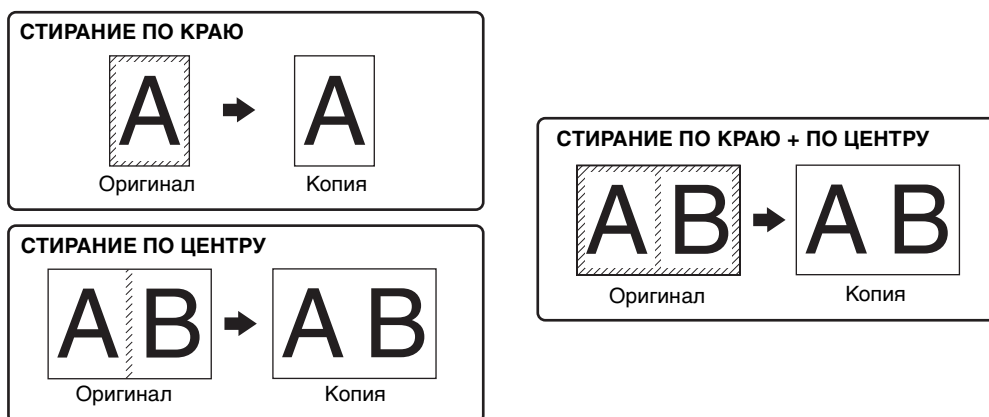 СТИРАНИЕ ПО КРАЮ
A
A
Оригинал
Копия
СТИРАНИЕ ПО ЦЕНТРУ
A B
A B
Оригинал
Копия
СТИРАНИЕ ПО КРАЮ + ПО ЦЕНТРУ
A B
A B
Оригинал
Копия